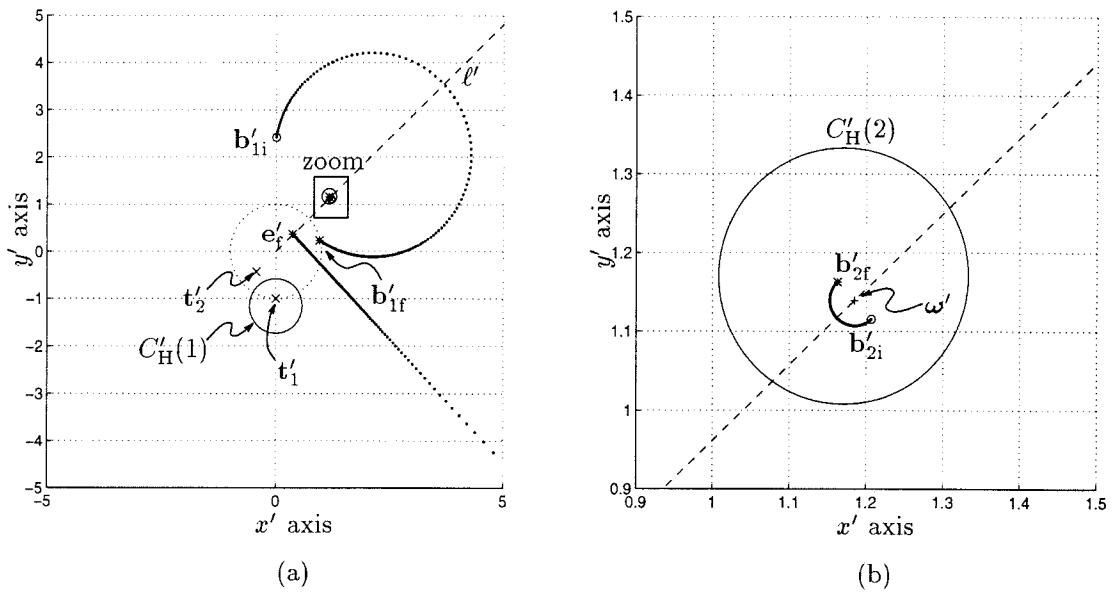 5
4
3
2
1
0
−1
−2
−3
−4
−5
−5
0
5
y′ axis
x′ axis
ℓ′
b′1i
zoom
e′f
b′1f
t′2
C′H(1)
t′1
(a)
1.5
1.4
1.3
1.2
1.1
1
0.9
0.9
1
1.1
1.2
1.3
1.4
1.5
y′ axis
x′ axis
C′H(2)
b′2f
ω′
b′2i
(b)